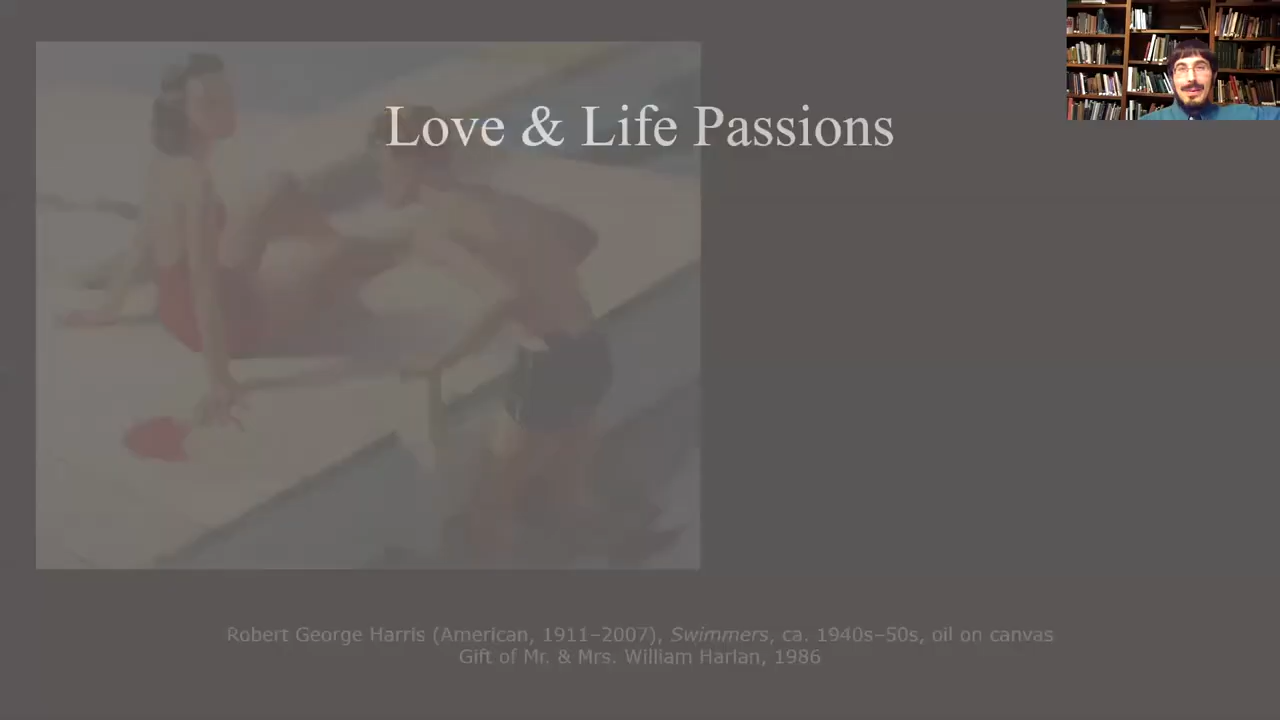 Love & Life Passions
Robert George Harris (American, 1911–2007), Swimmers, ca. 1940s–50s, oil on canvas
Gift of Mr. & Mrs. William Harlan, 1986